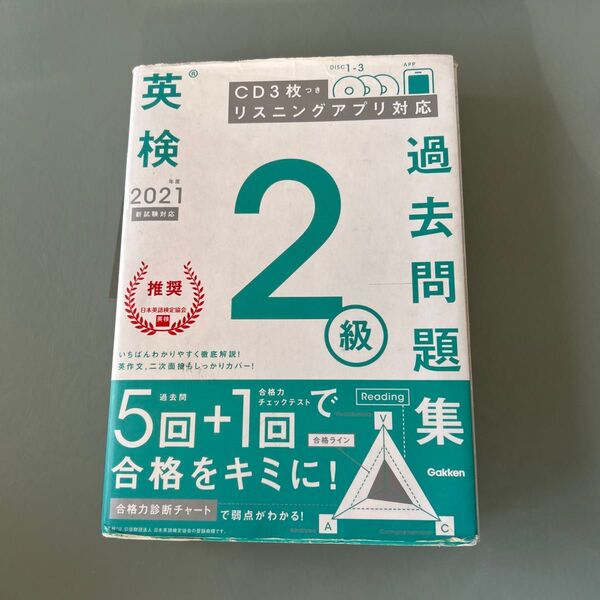 英検®
年度
2021
新試験対応
CD3枚つき
リスニングアプリ対応
DISC 1-3
APP
過去問題集
2級
推奨
日本英語検定協会
英検
いちばんわかりやすく徹底解説！
英作文,二次面接もしっかりカバー！
過去問 合格力チェックテスト
5回+1回で
合格をキミに！
合格力診断チャートで弱点がわかる！
Reading
合格ライン
V
A
C
Gakken